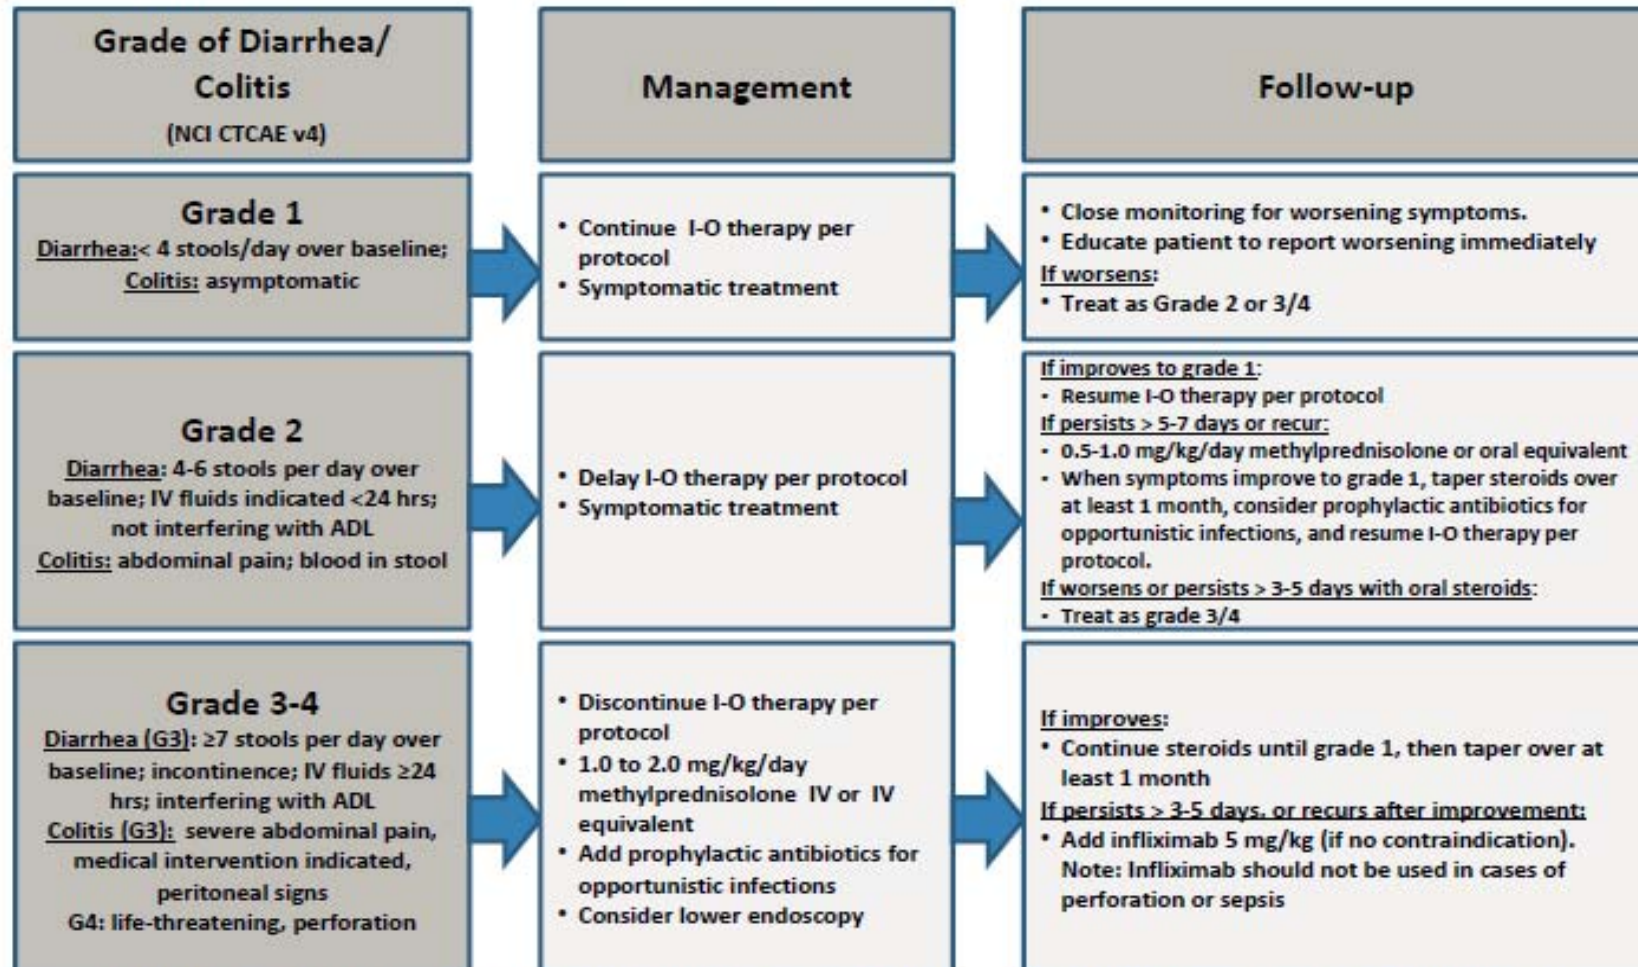 Grade of Diarrhea/
Colitis
(NCI CTCAE v4)
Management
Follow-up
Grade 1
Diarrhea:< 4 stools/day over baseline;
Colitis: asymptomatic
• Continue I-O therapy per
protocol
• Symptomatic treatment
• Close monitoring for worsening symptoms.
• Educate patient to report worsening immediately
If worsens:
• Treat as Grade 2 or 3/4
Grade 2
Diarrhea: 4-6 stools per day over
baseline; IV fluids indicated <24 hrs;
not interfering with ADL
Colitis: abdominal pain; blood in stool
• Delay I-O therapy per protocol
• Symptomatic treatment
If improves to grade 1:
• Resume I-O therapy per protocol
If persists > 5-7 days or recur:
• 0.5-1.0 mg/kg/day methylprednisolone or oral equivalent
• When symptoms improve to grade 1, taper steroids over
at least 1 month, consider prophylactic antibiotics for
opportunistic infections, and resume I-O therapy per
protocol.
If worsens or persists > 3-5 days with oral steroids:
• Treat as grade 3/4
Grade 3-4
Diarrhea (G3): ≥7 stools per day over
baseline; incontinence; IV fluids ≥24
hrs; interfering with ADL
Colitis (G3): severe abdominal pain,
medical intervention indicated,
peritoneal signs
G4: life-threatening, perforation
• Discontinue I-O therapy per
protocol
• 1.0 to 2.0 mg/kg/day
methylprednisolone IV or IV
equivalent
• Add prophylactic antibiotics for
opportunistic infections
• Consider lower endoscopy
If improves:
• Continue steroids until grade 1, then taper over at
least 1 month
If persists > 3-5 days, or recurs after improvement:
• Add infliximab 5 mg/kg (if no contraindication).
Note: Infliximab should not be used in cases of
perforation or sepsis